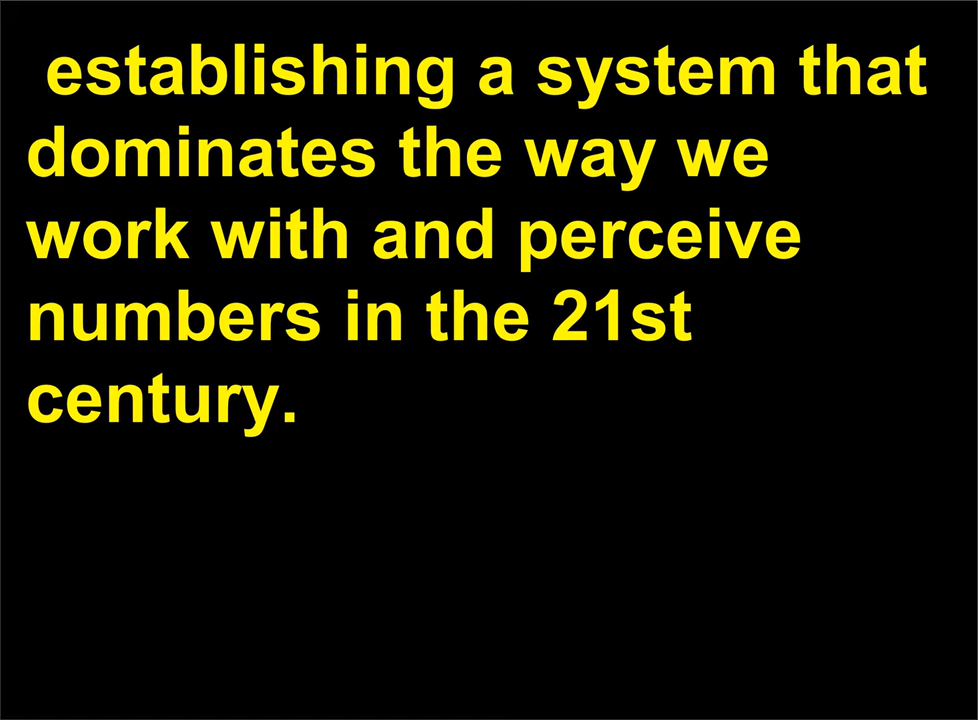 establishing a system that
dominates the way we
work with and perceive
numbers in the 21st
century.